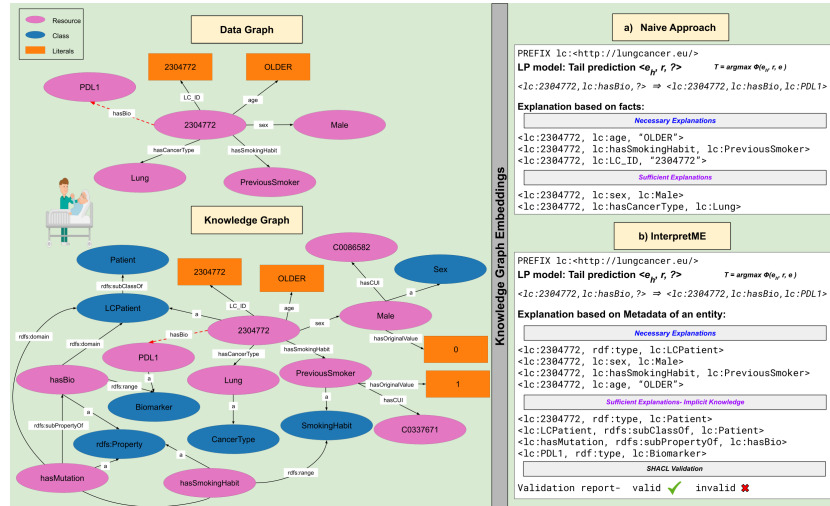 Resource
Class
Literals
Data Graph
2304772
OLDER
PDL1
LC_ID
age
hasBio
2304772
sex
Male
hasCancerType
hasSmokingHabit
Lung
PreviousSmoker
Knowledge Graph
C0086582
Patient
2304772
OLDER
Sex
rdfs:subClassOf
hasCUI
LC_ID
age
a
LCPatient
a
Male
rdfs:domain
rdfs:domain
hasBio
2304772
sex
hasOriginalValue
0
PDL1
hasCancerType
hasSmokingHabit
hasBio
a
rdfs:range
Lung
PreviousSmoker
hasOriginalValue
1
Biomarker
a
a
hasCUI
rdfs:subPropertyOf
a
rdfs:Property
CancerType
SmokingHabit
C0337671
hasMutation
a
a
hasSmokingHabit
rdfs:range
Knowledge Graph Embeddings
a) Naive Approach
PREFIX lc:<http://lungcancer.eu/>
LP model: Tail prediction <eh, r, ?> T = argmax Φ(eh, r, e )
<lc:2304772,lc:hasBio,?> ⇒ <lc:2304772,lc:hasBio,lc:PDL1>
Explanation based on facts:
Necessary Explanations
<lc:2304772, lc:age, “OLDER”>
<lc:2304772, lc:hasSmokingHabit, lc:PreviousSmoker>
<lc:2304772, lc:LC_ID, “2304772”>
Sufficient Explanations
<lc:2304772, lc:sex, lc:Male>
<lc:2304772, lc:hasCancerType, lc:Lung>
b) InterpretME
PREFIX lc:<http://lungcancer.eu/>
LP model: Tail prediction <eh, r, ?> T = argmax Φ(eh, r, e )
<lc:2304772,lc:hasBio,?> ⇒ <lc:2304772,lc:hasBio,lc:PDL1>
Explanation based on Metadata of an entity:
Necessary Explanations
<lc:2304772, rdf:type, lc:LCPatient>
<lc:2304772, lc:sex, lc:Male>
<lc:2304772, lc:hasSmokingHabit, lc:PreviousSmoker>
<lc:2304772, lc:age, “OLDER”>
Sufficient Explanations- Implicit Knowledge
<lc:2304772, rdf:type, lc:Patient>
<lc:LCPatient, rdfs:subClassOf, lc:Patient>
<lc:hasMutation, rdfs:subPropertyOf, lc:hasBio>
<lc:PDL1, rdf:type, lc:Biomarker>
SHACL Validation
Validation report- valid ✓ invalid ✖